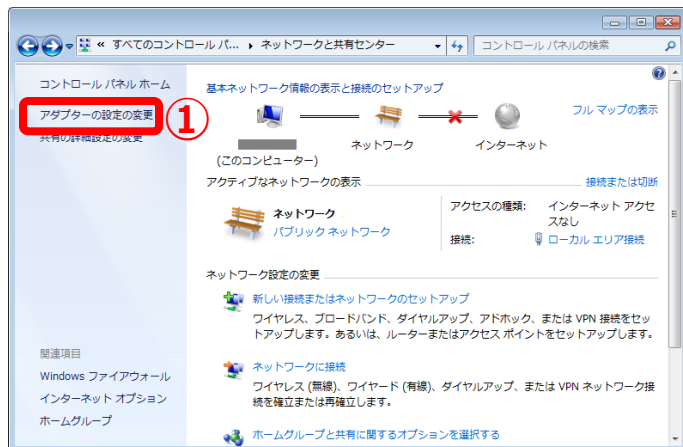 « すべてのコントロール パ... ▸ ネットワークと共有センター
コントロール パネルの検索
コントロール パネル ホーム
アダプターの設定の変更
①
共有の詳細設定の変更
基本ネットワーク情報の表示と接続のセットアップ
フル マップの表示
(このコンピューター)
ネットワーク
インターネット
アクティブなネットワークの表示
接続または切断
ネットワーク
パブリック ネットワーク
アクセスの種類: インターネット アクセ
スなし
接続: ローカル エリア接続
ネットワーク設定の変更
新しい接続またはネットワークのセットアップ
ワイヤレス、ブロードバンド、ダイヤルアップ、アドホック、または VPN 接続をセッ
トアップします。あるいは、ルーターまたはアクセス ポイントをセットアップします。
ネットワークに接続
ワイヤレス (無線)、ワイヤード (有線)、ダイヤルアップ、または VPN ネットワーク接
続を確立または再確立します。
ホームグループと共有に関するオプションを選択する
関連項目
Windows ファイアウォール
インターネット オプション
ホームグループ